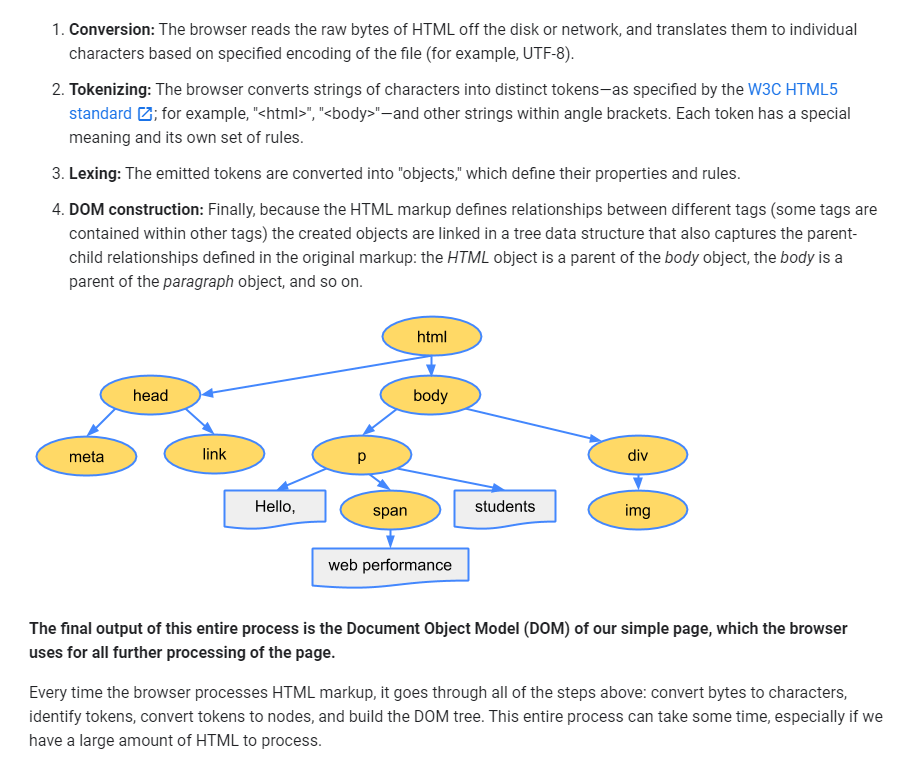 1. Conversion: The browser reads the raw bytes of HTML off the disk or network, and translates them to individual
characters based on specified encoding of the file (for example, UTF-8).
2. Tokenizing: The browser converts strings of characters into distinct tokens—as specified by the W3C HTML5
standard; for example, "<html>", "<body>"—and other strings within angle brackets. Each token has a special
meaning and its own set of rules.
3. Lexing: The emitted tokens are converted into "objects," which define their properties and rules.
4. DOM construction: Finally, because the HTML markup defines relationships between different tags (some tags are
contained within other tags) the created objects are linked in a tree data structure that also captures the parent-
child relationships defined in the original markup: the HTML object is a parent of the body object, the body is a
parent of the paragraph object, and so on.
html
head
body
meta
link
p
div
Hello,
span
students
img
web performance
The final output of this entire process is the Document Object Model (DOM) of our simple page, which the browser
uses for all further processing of the page.
Every time the browser processes HTML markup, it goes through all of the steps above: convert bytes to characters,
identify tokens, convert tokens to nodes, and build the DOM tree. This entire process can take some time, especially if we
have a large amount of HTML to process.